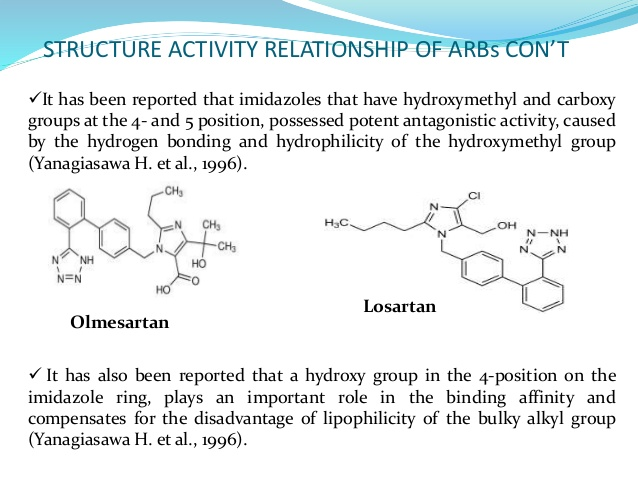 STRUCTURE ACTIVITY RELATIONSHIP OF ARBs CON’T
✓It has been reported that imidazoles that have hydroxymethyl and carboxy
groups at the 4- and 5 position, possessed potent antagonistic activity, caused
by the hydrogen bonding and hydrophilicity of the hydroxymethyl group
(Yanagiasawa H. et al., 1996).
CH3
N
CH3
N
CH3
HO
N
NH
N=N
HO
O
Olmesartan
Cl
N
H3C
N
OH
N
NH
N
N
Losartan
✓ It has also been reported that a hydroxy group in the 4-position on the
imidazole ring, plays an important role in the binding affinity and
compensates for the disadvantage of lipophilicity of the bulky alkyl group
(Yanagiasawa H. et al., 1996).